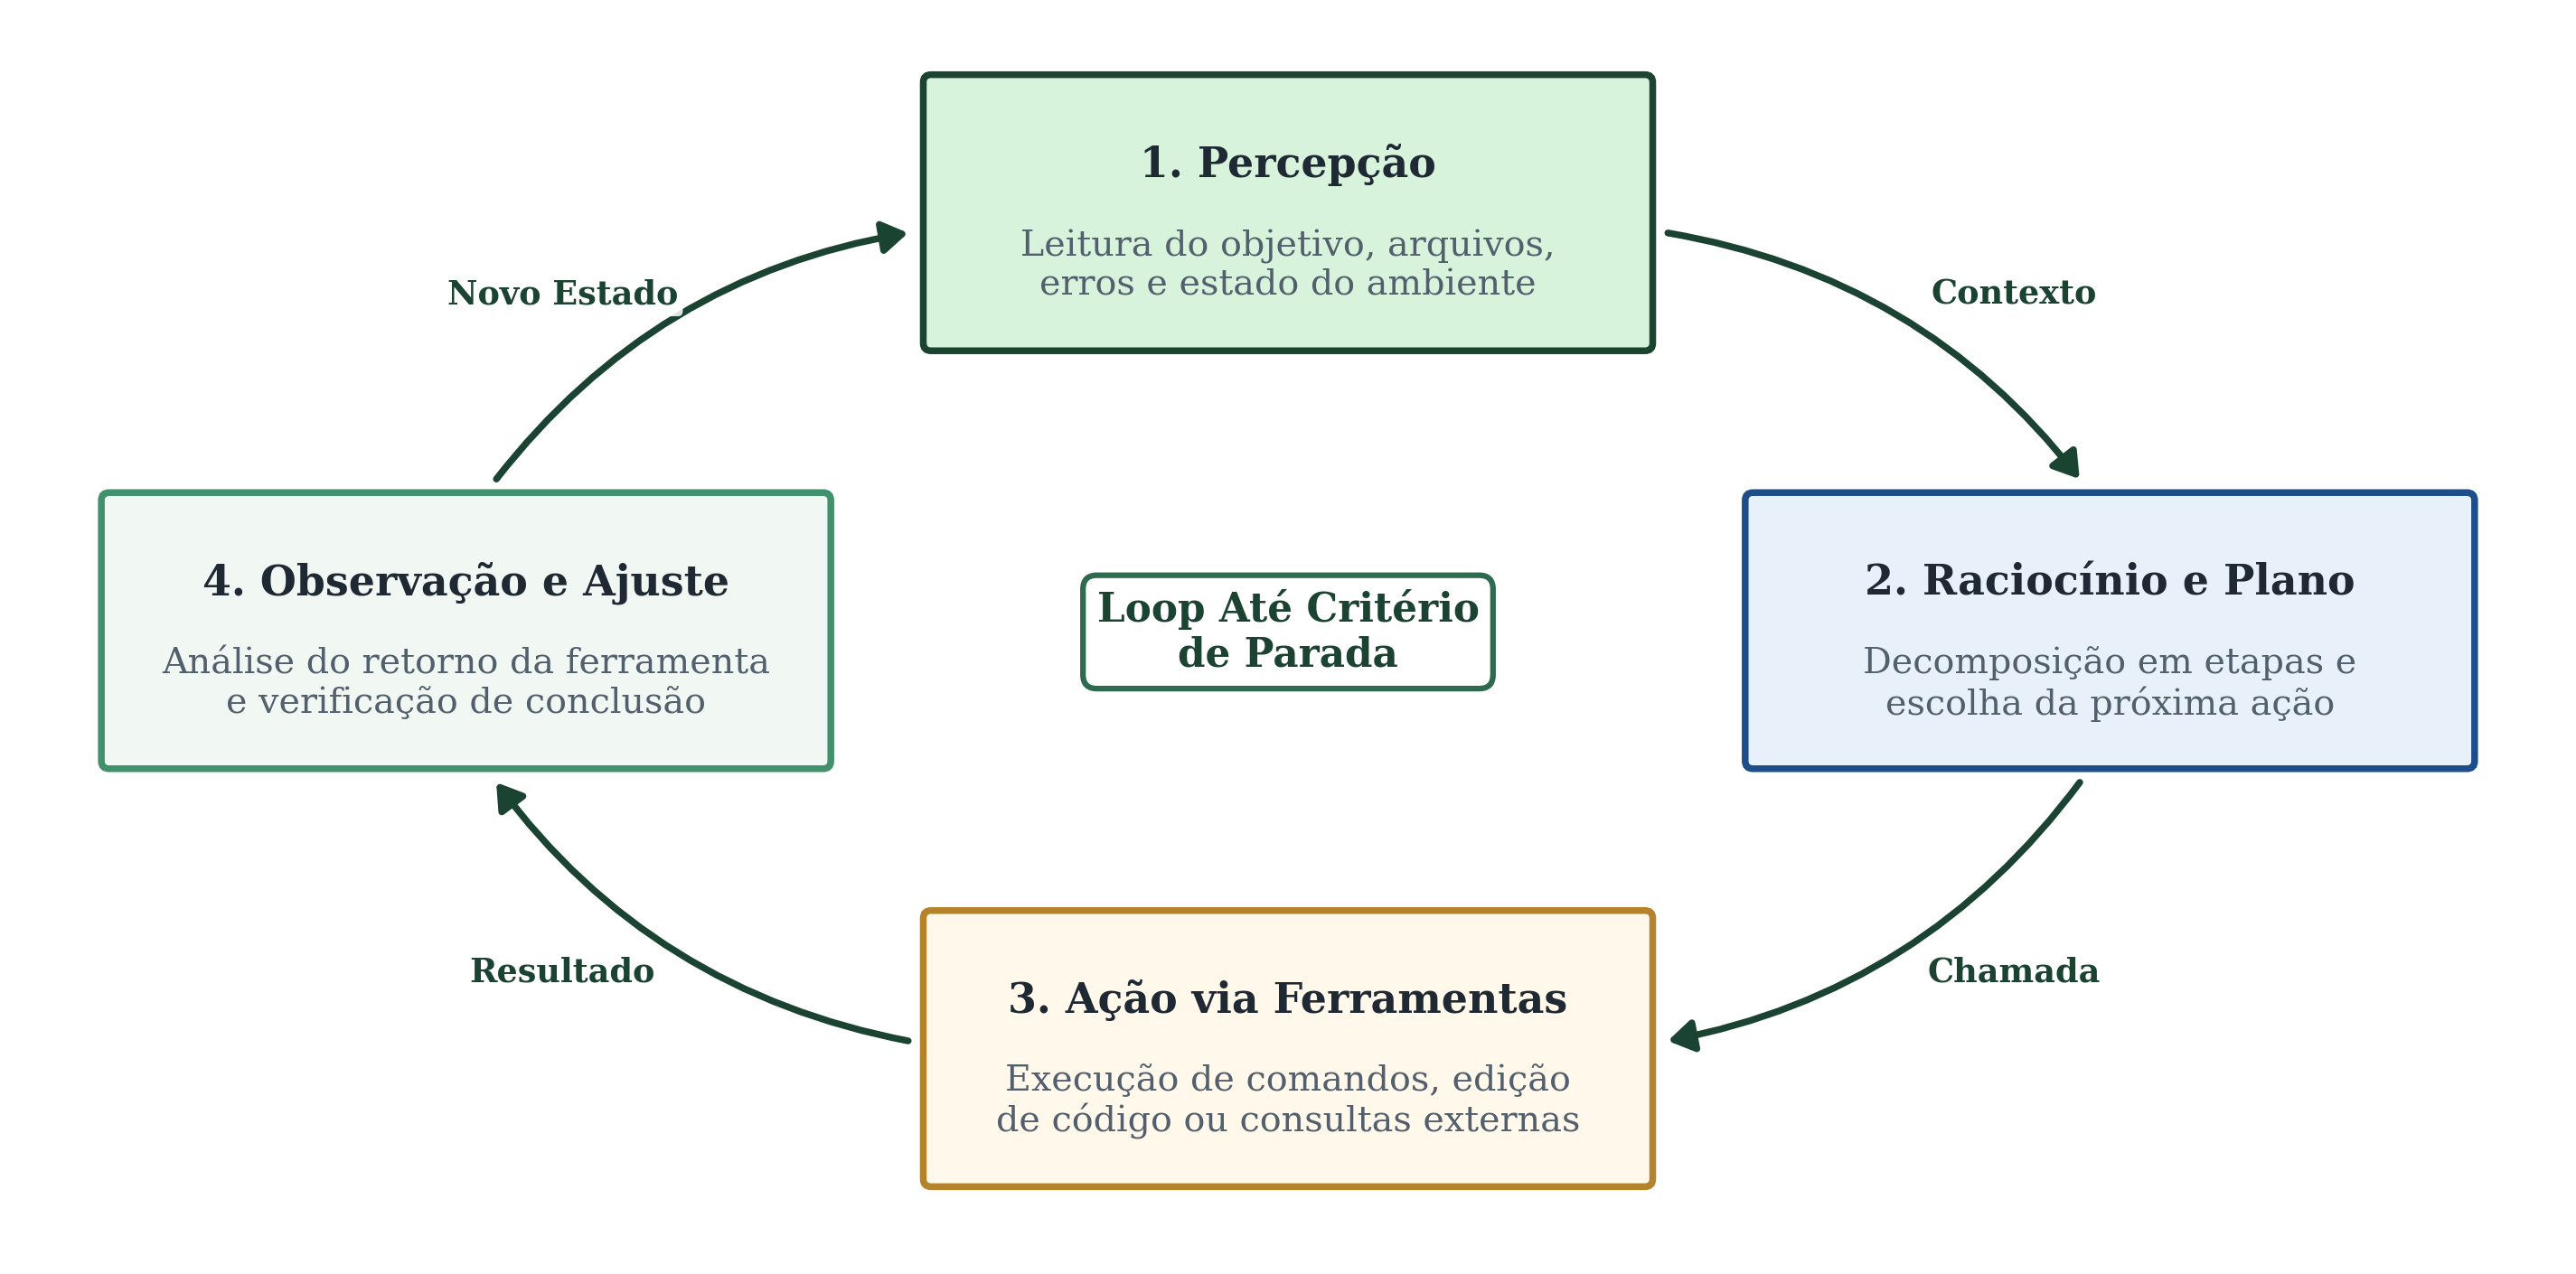 1. Percepção
Leitura do objetivo, arquivos,
erros e estado do ambiente
Novo Estado
Contexto
4. Observação e Ajuste
Análise do retorno da ferramenta
e verificação de conclusão
Loop Até Critério
de Parada
2. Raciocínio e Plano
Decomposição em etapas e
escolha da próxima ação
Resultado
Chamada
3. Ação via Ferramentas
Execução de comandos, edição
de código ou consultas externas